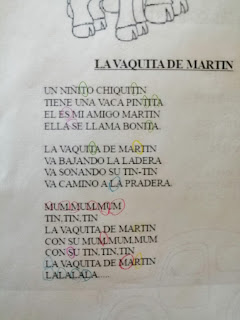 LA VAQUITA DE MARTIN
UN NIÑITO CHIQUITIN
TIENE UNA VACA PINTITA
EL ES MI AMIGO MARTIN
ELLA SE LLAMA BONITA.
LA VAQUITA DE MARTIN
VA BAJANDO LA LADERA
VA SONANDO SU TIN-TIN
VA CAMINO A LA PRADERA.
MUM,MUM,MUM
TIN,TIN,TIN
LA VAQUITA DE MARTIN
CON SU MUM,MUM,MUM
CON SU TIN,TIN,TIN
LA VAQUITA DE MARTIN
LALALALA.....